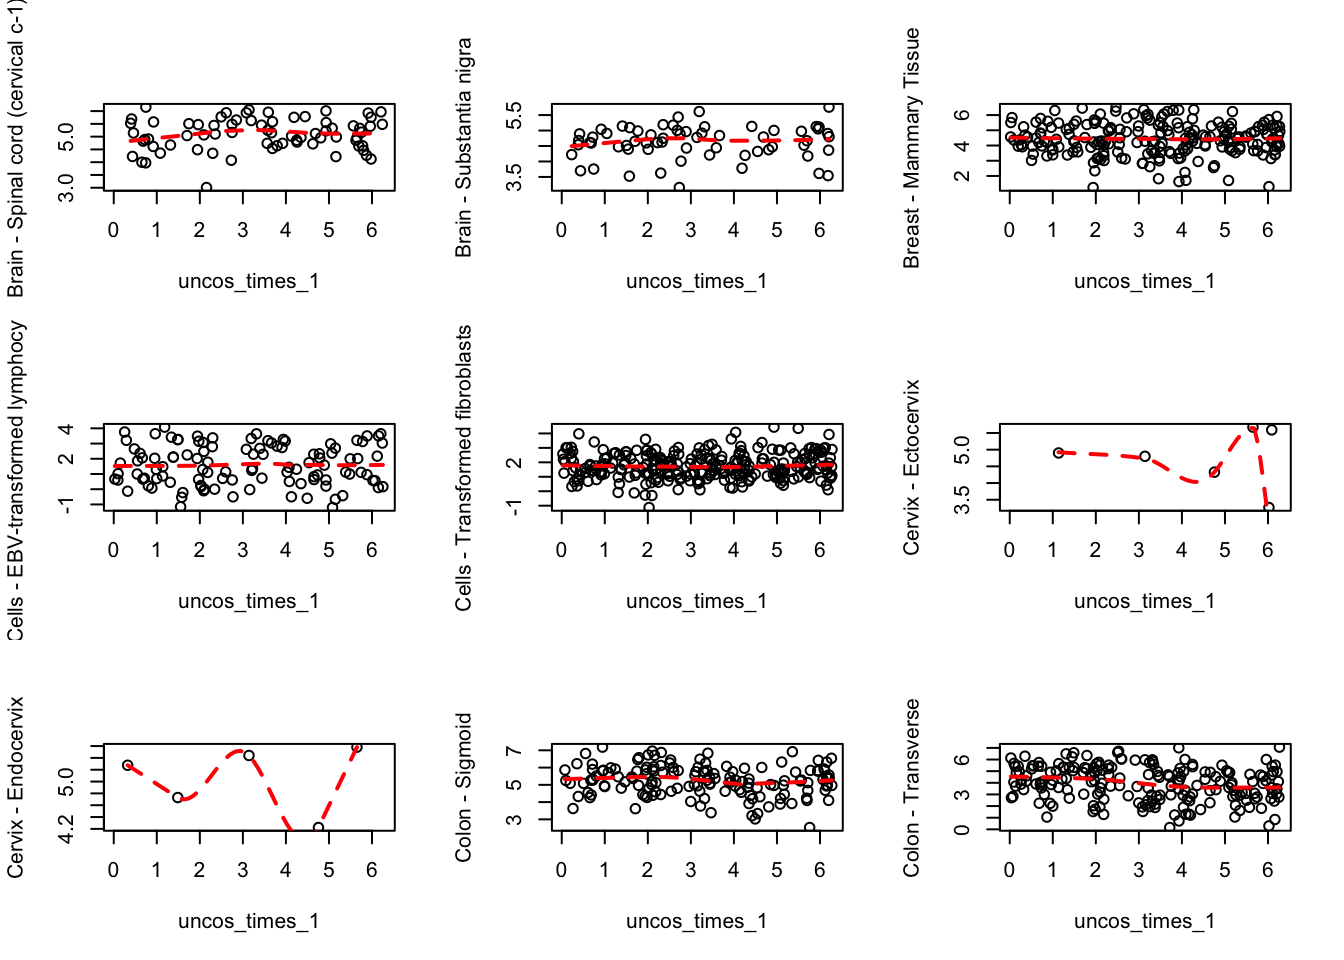 Brain - Spinal cord (cervical c-1)
3.0 5.0
0 1 2 3 4 5 6
uncos_times_1
Brain - Substantia nigra
3.5 5.5
0 1 2 3 4 5 6
uncos_times_1
Breast - Mammary Tissue
2 4 6
0 1 2 3 4 5 6
uncos_times_1
Cells - EBV-transformed lymphocy
-1 2 4
0 1 2 3 4 5 6
uncos_times_1
Cells - Transformed fibroblasts
-1 2
0 1 2 3 4 5 6
uncos_times_1
Cervix - Ectocervix
3.5 5.0
0 1 2 3 4 5 6
uncos_times_1
Cervix - Endocervix
4.2 5.0
0 1 2 3 4 5 6
uncos_times_1
Colon - Sigmoid
3 5 7
0 1 2 3 4 5 6
uncos_times_1
Colon - Transverse
0 3 6
0 1 2 3 4 5 6
uncos_times_1